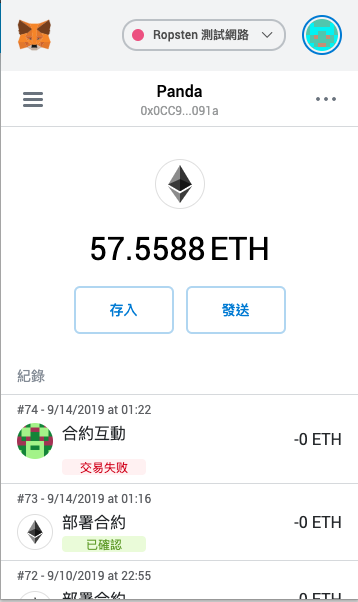 Ropsten 測試網路
Panda
0x0CC9...091a
57.5588 ETH
存入
發送
紀錄
#74 - 9/14/2019 at 01:22
合約互動
-0 ETH
交易失敗
#73 - 9/14/2019 at 01:16
部署合約
-0 ETH
已確認
#72 - 9/10/2019 at 22:55
部署合約
-0 ETH